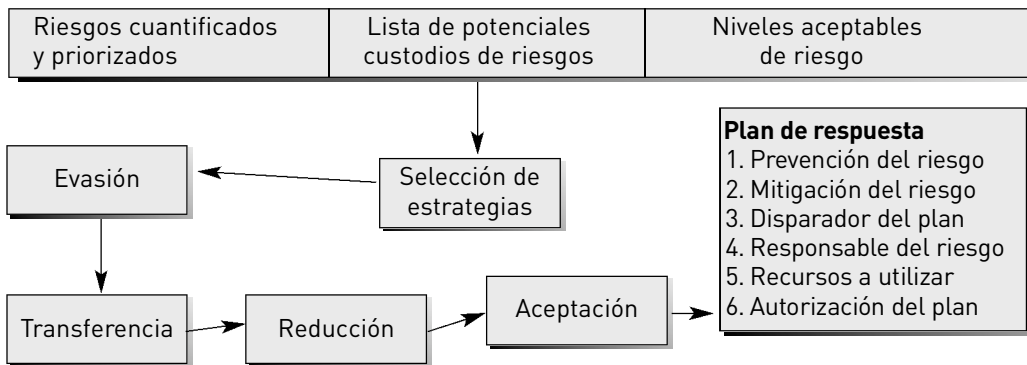 Riesgos cuantificados
y priorizados
Lista de potenciales
custodios de riesgos
Niveles aceptables
de riesgo
Evasión
Selección de
estrategias
Plan de respuesta
1. Prevención del riesgo
2. Mitigación del riesgo
3. Disparador del plan
4. Responsable del riesgo
5. Recursos a utilizar
6. Autorización del plan
Transferencia
Reducción
Aceptación